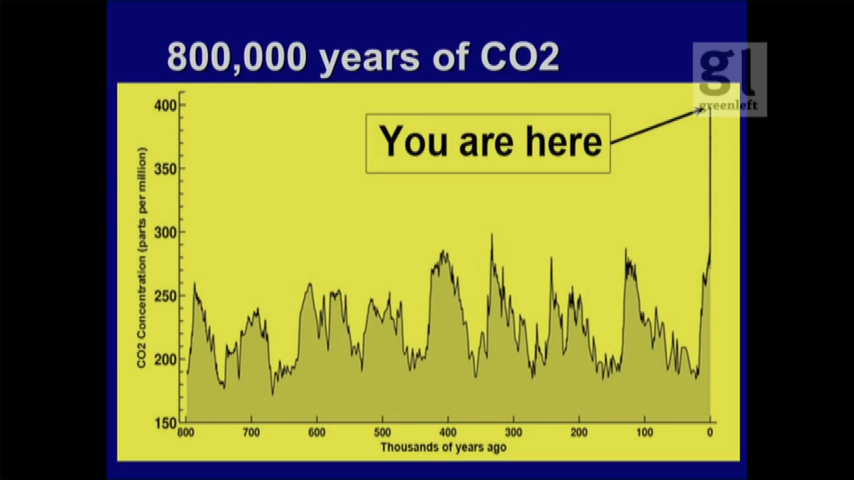 800,000 years of CO2
gl
greenleft
You are here
400
350
300
250
200
150
CO2 Concentration (parts per million)
800 700 600 500 400 300 200 100 0
Thousands of years ago